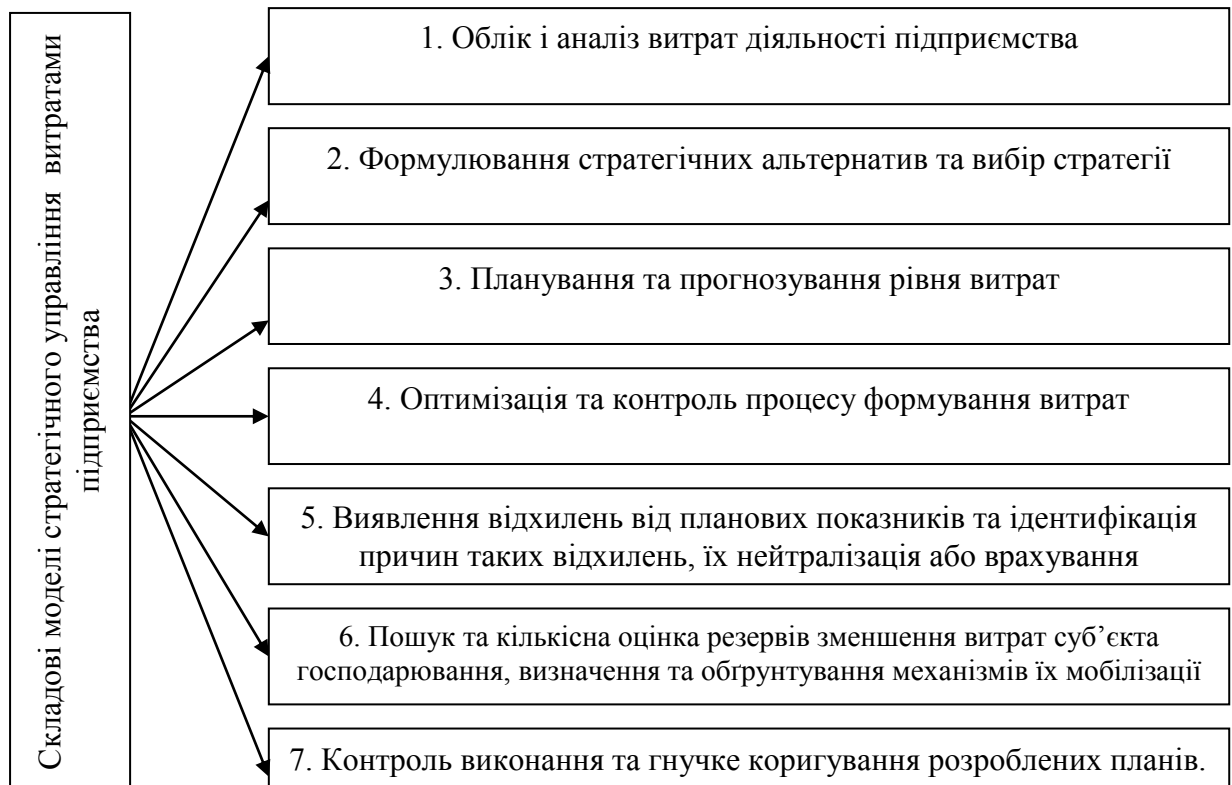 Складові моделі стратегічного управління витратами
підприємства
1. Облік і аналіз витрат діяльності підприємства
2. Формулювання стратегічних альтернатив та вибір стратегії
3. Планування та прогнозування рівня витрат
4. Оптимізація та контроль процесу формування витрат
5. Виявлення відхилень від планових показників та ідентифікація
причин таких відхилень, їх нейтралізація або врахування
6. Пошук та кількісна оцінка резервів зменшення витрат суб’єкта
господарювання, визначення та обґрунтування механізмів їх мобілізації
7. Контроль виконання та гнучке коригування розроблених планів.